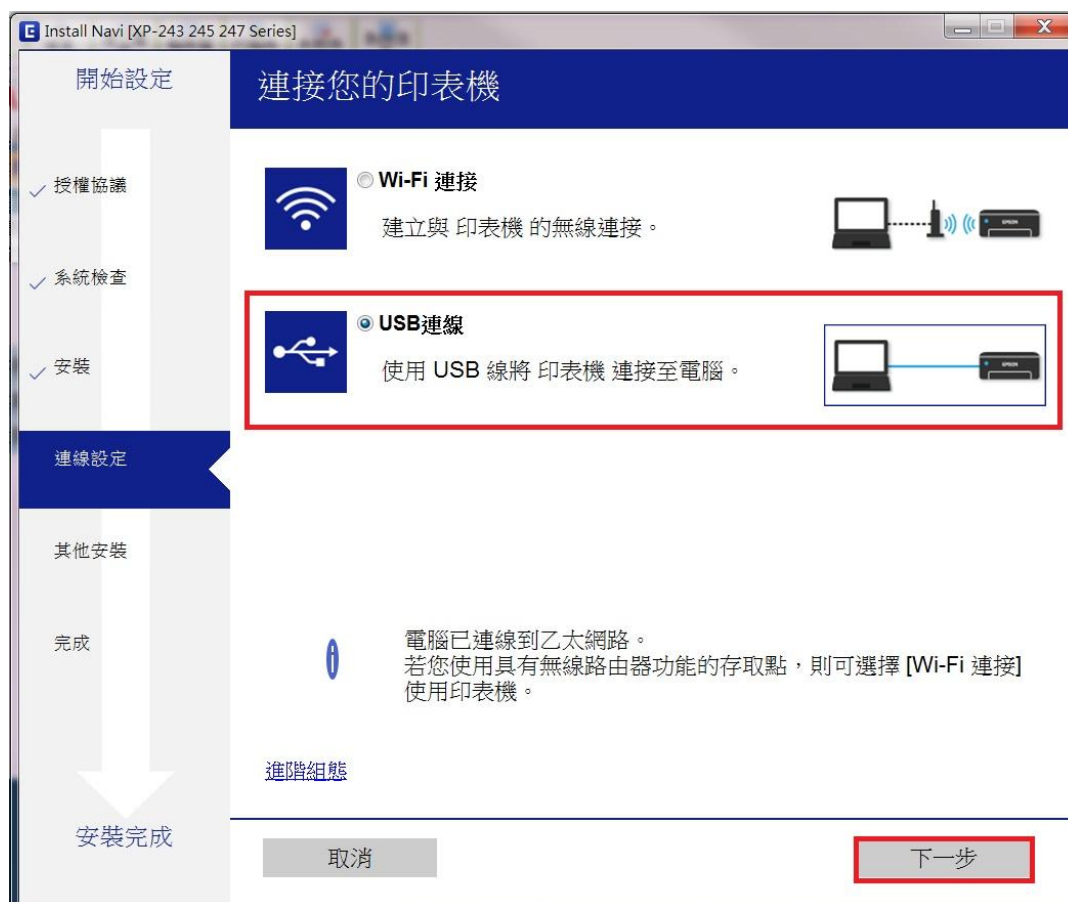 Install Navi [XP-243 245 247 Series]
開始設定
連接您的印表機
授權協議
系統檢查
安裝
連線設定
其他安裝
完成
安裝完成
Wi-Fi 連接
建立與 印表機 的無線連接。
EPSON
USB連線
使用 USB 線將 印表機 連接至電腦。
EPSON
電腦已連線到乙太網路。
若您使用具有無線路由器功能的存取點，則可選擇 [Wi-Fi 連接]
使用印表機。
進階組態
取消
下一步